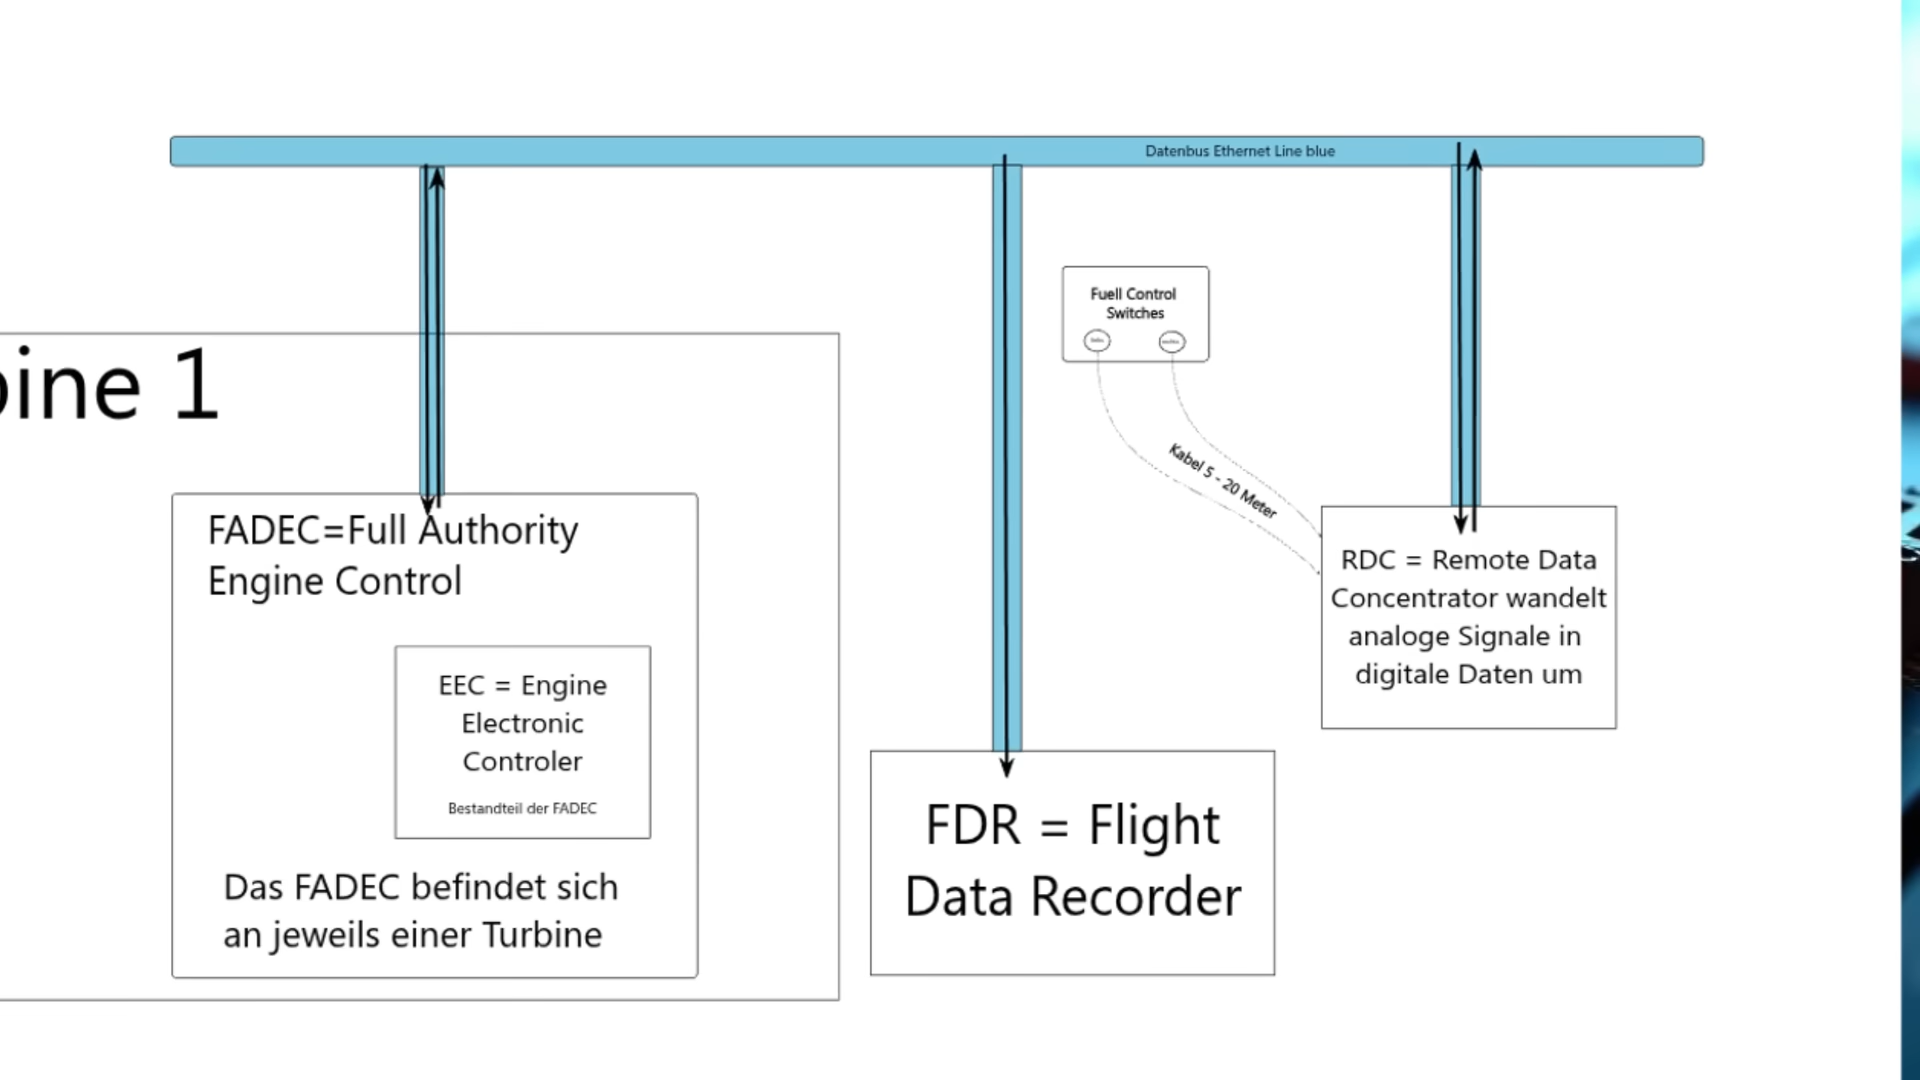 Datenbus Ethernet Line blue
Fuell Control
Switches
Kabel 5 - 20 Meter
1
FADEC=Full Authority
Engine Control
EEC = Engine
Electronic
Controler
Bestandteil der FADEC
Das FADEC befindet sich
an jeweils einer Turbine
FDR = Flight
Data Recorder
RDC = Remote Data
Concentrator wandelt
analoge Signale in
digitale Daten um